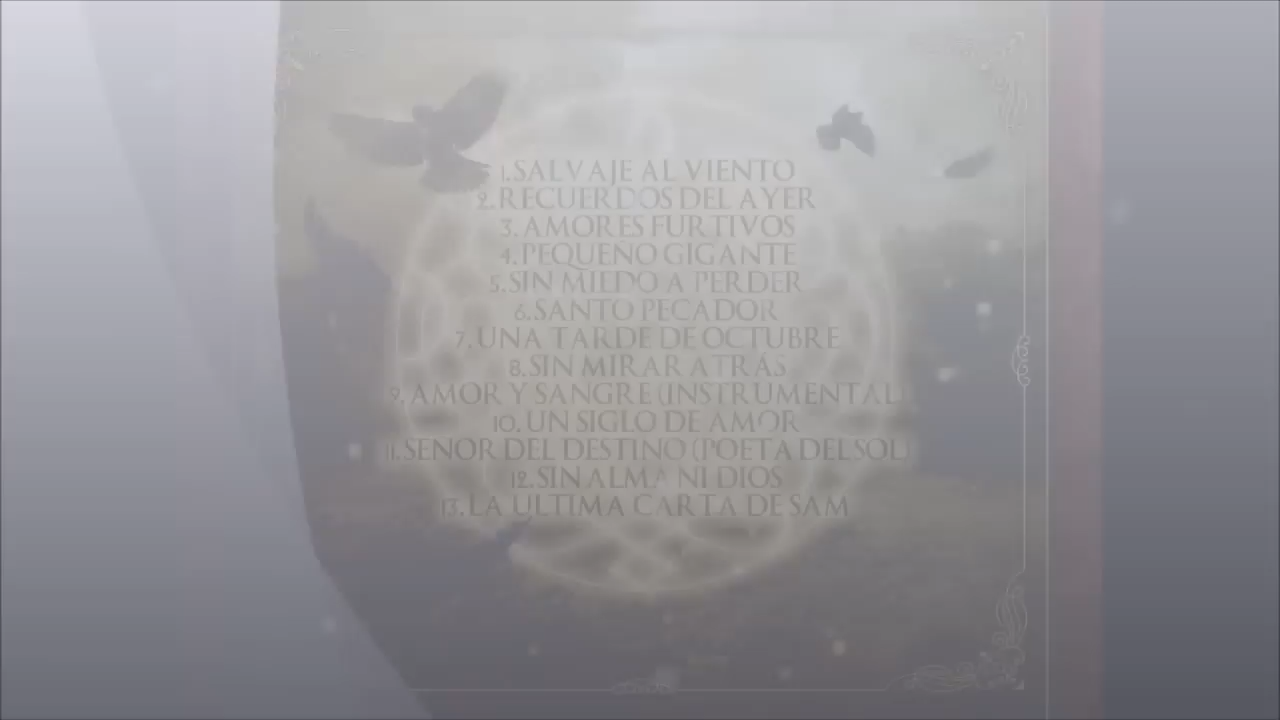 1. SALVAJE AL VIENTO
2. RECUERDOS DEL AYER
3. AMORES FURTIVOS
4. PEQUENO GIGANTE
5. SIN MIEDO A PERDER
6. SANTO PECADOR
7. UNA TARDE DE OCTUBRE
8. SIN MIRAR ATRÁS
9. AMOR Y SANGRE (INSTRUMENTAL)
10. UN SIGLO DE AMOR
11. SENOR DEL DESTINO (POETA DEL SOL)
12. SIN ALMA NI DIOS
13. LA ULTIMA CARTA DE SAM